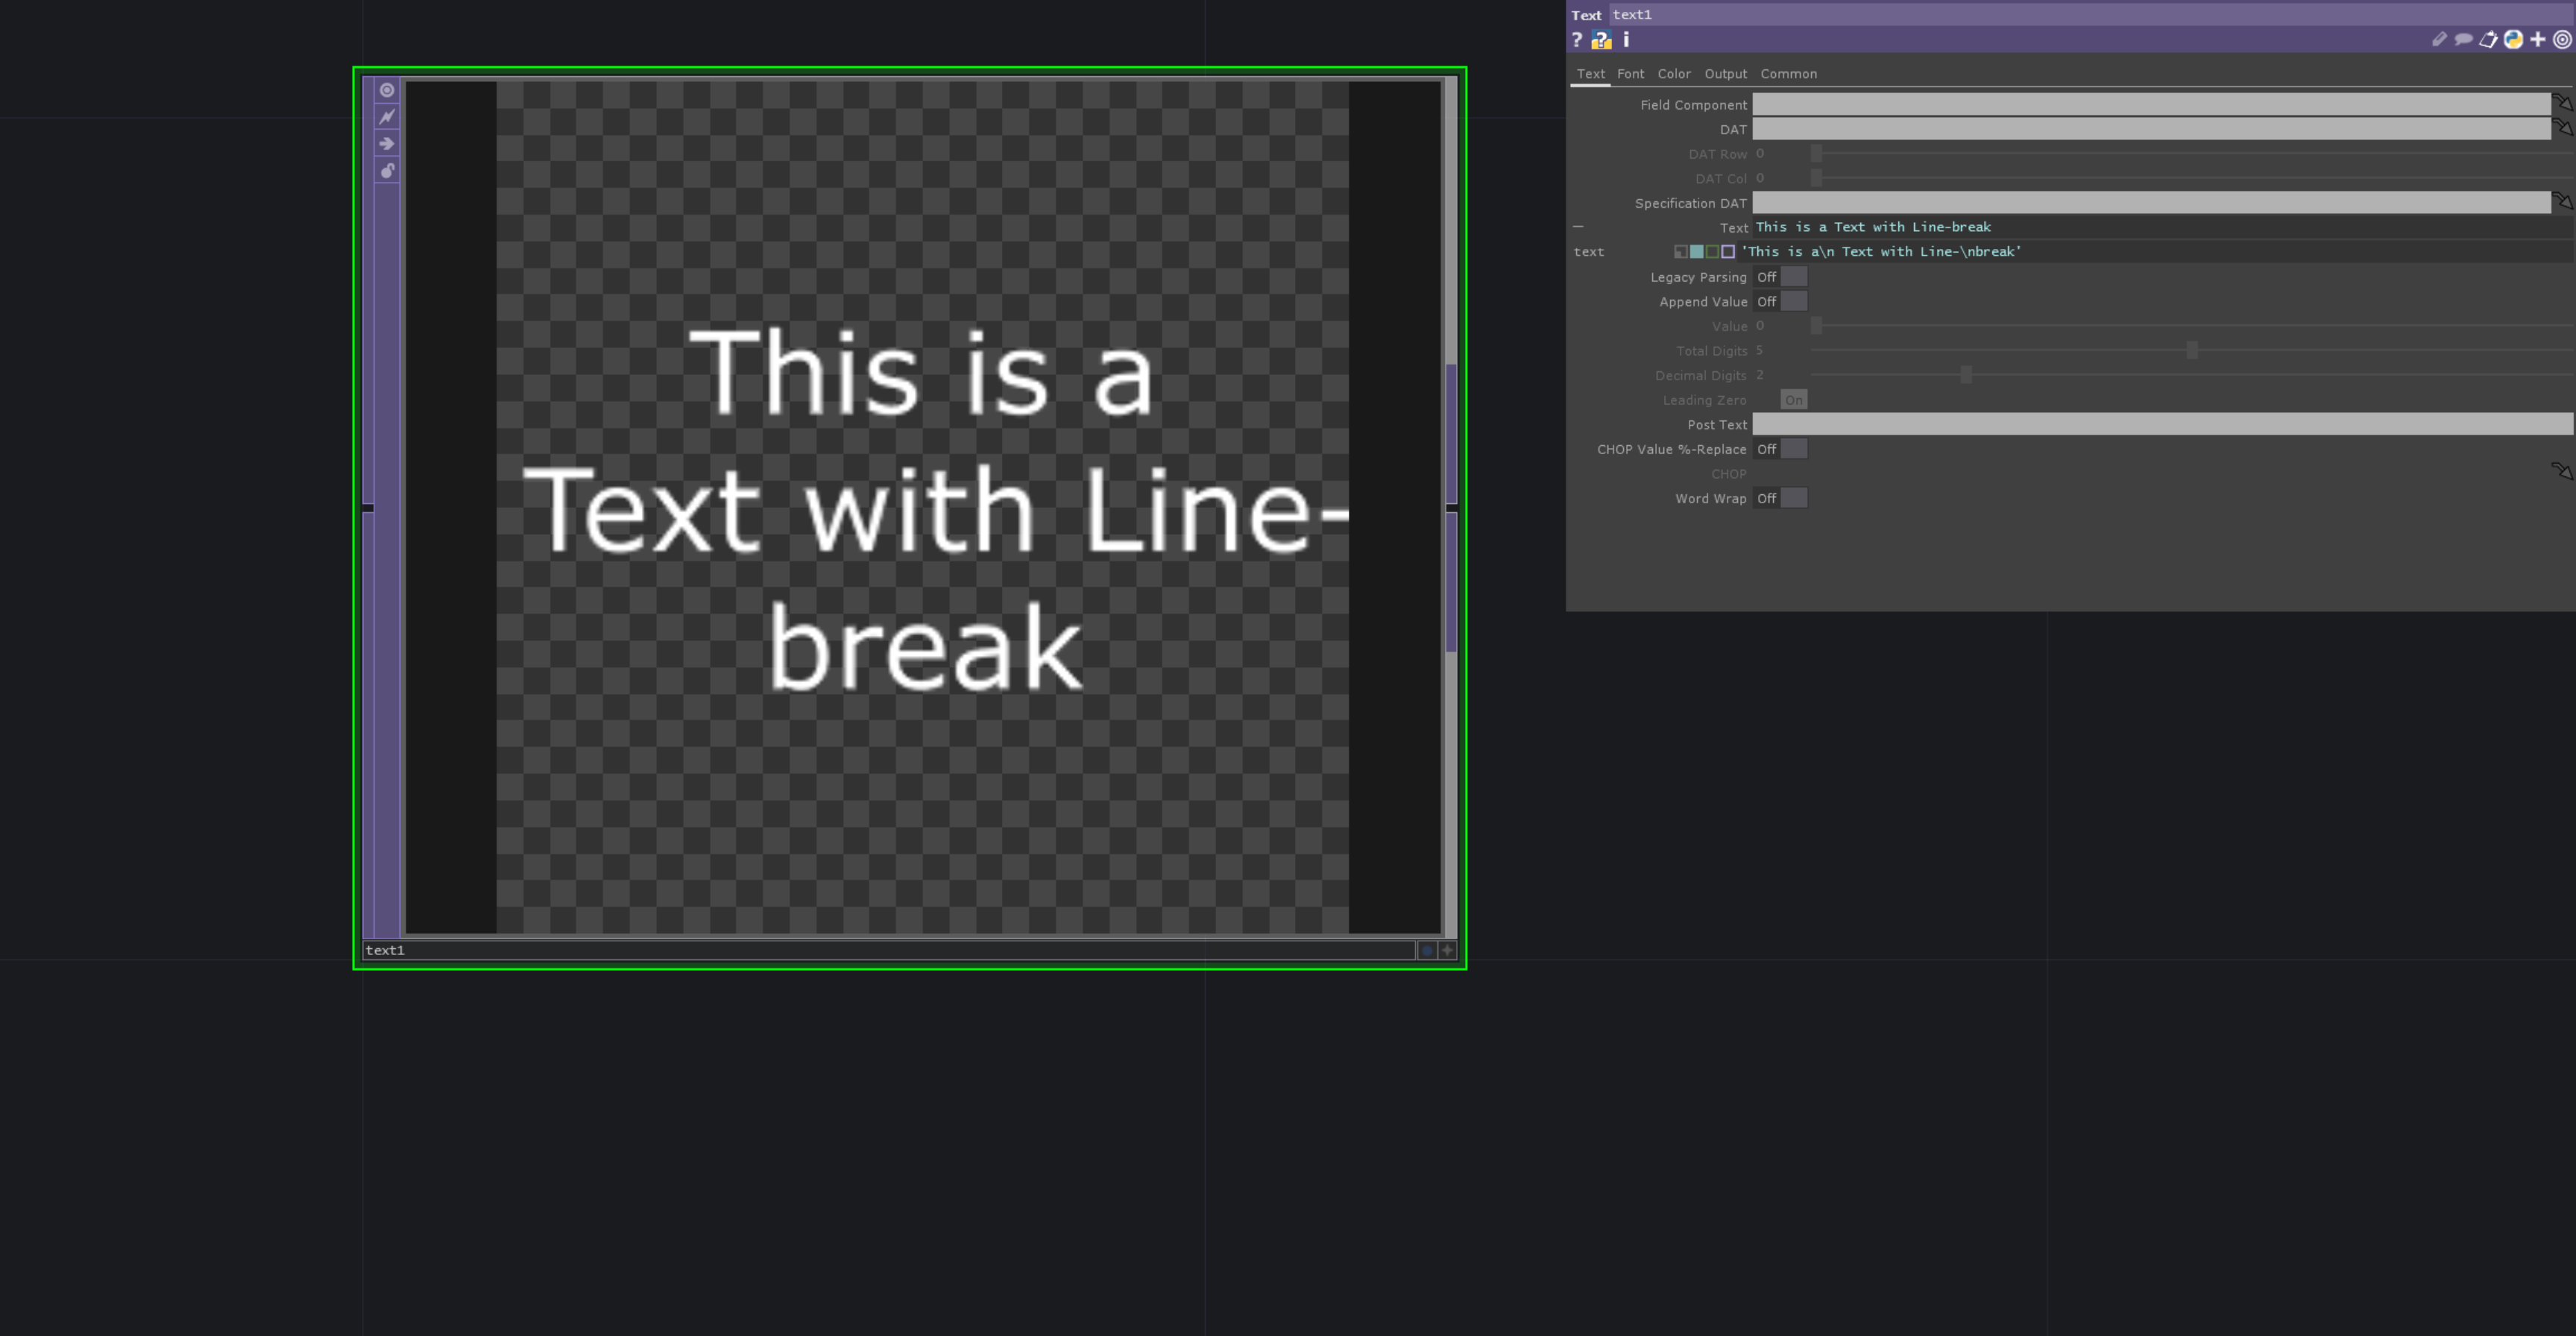 Text text1
? ? i
Text Font Color Output Common
Field Component
DAT
DAT Row 0
DAT Col 0
Specification DAT
Text This is a Text with Line-break
text 'This is a\n Text with Line-\nbreak'
Legacy Parsing Off
Append Value Off
Value 0
Total Digits 5
Decimal Digits 2
Leading Zero On
Post Text
CHOP Value %-Replace Off
CHOP
Word Wrap Off
This is a
Text with Line-
break
text1